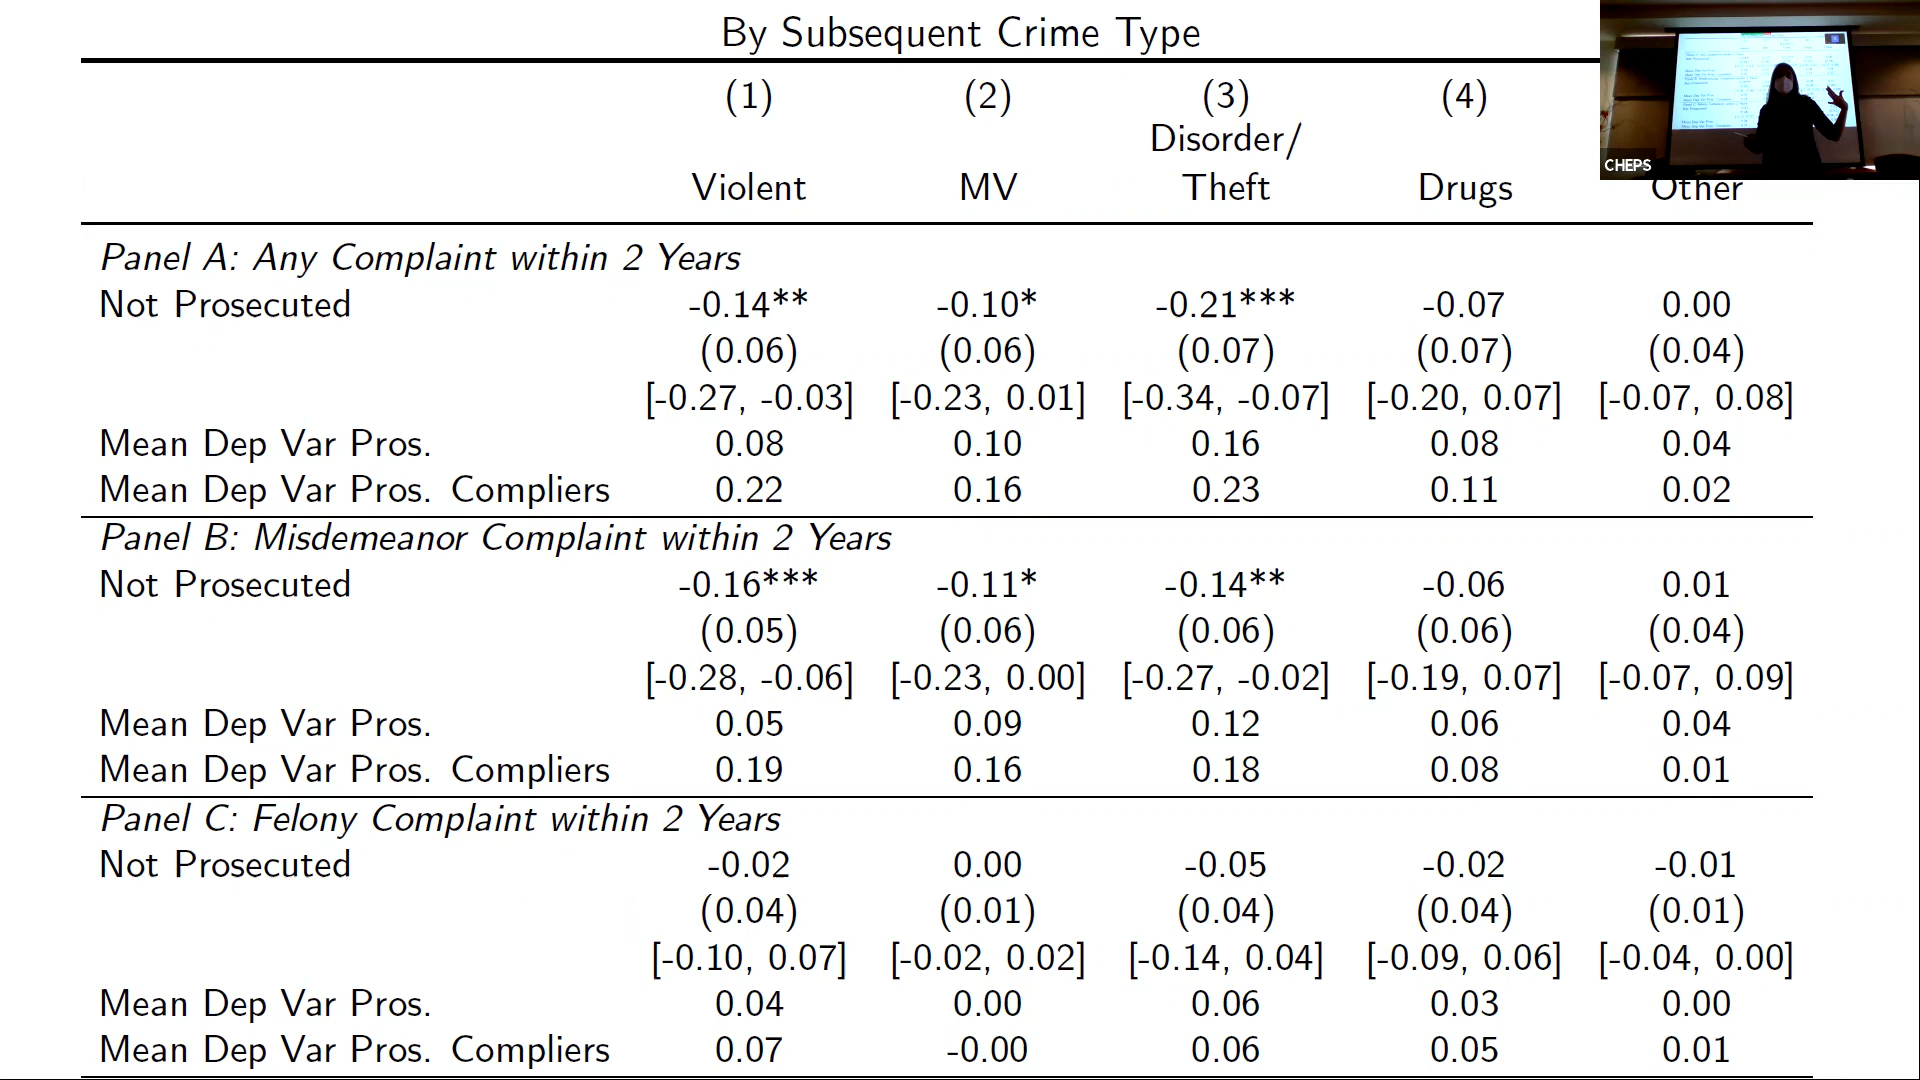 By Subsequent Crime Type
(1) (2) (3) (4)
Disorder/
Violent MV Theft Drugs Other
CHEPS
Panel A: Any Complaint within 2 Years
Not Prosecuted -0.14** -0.10* -0.21*** -0.07 0.00
(0.06) (0.06) (0.07) (0.07) (0.04)
[-0.27, -0.03] [-0.23, 0.01] [-0.34, -0.07] [-0.20, 0.07] [-0.07, 0.08]
Mean Dep Var Pros. 0.08 0.10 0.16 0.08 0.04
Mean Dep Var Pros. Compliers 0.22 0.16 0.23 0.11 0.02
Panel B: Misdemeanor Complaint within 2 Years
Not Prosecuted -0.16*** -0.11* -0.14** -0.06 0.01
(0.05) (0.06) (0.06) (0.06) (0.04)
[-0.28, -0.06] [-0.23, 0.00] [-0.27, -0.02] [-0.19, 0.07] [-0.07, 0.09]
Mean Dep Var Pros. 0.05 0.09 0.12 0.06 0.04
Mean Dep Var Pros. Compliers 0.19 0.16 0.18 0.08 0.01
Panel C: Felony Complaint within 2 Years
Not Prosecuted -0.02 0.00 -0.05 -0.02 -0.01
(0.04) (0.01) (0.04) (0.04) (0.01)
[-0.10, 0.07] [-0.02, 0.02] [-0.14, 0.04] [-0.09, 0.06] [-0.04, 0.00]
Mean Dep Var Pros. 0.04 0.00 0.06 0.03 0.00
Mean Dep Var Pros. Compliers 0.07 -0.00 0.06 0.05 0.01